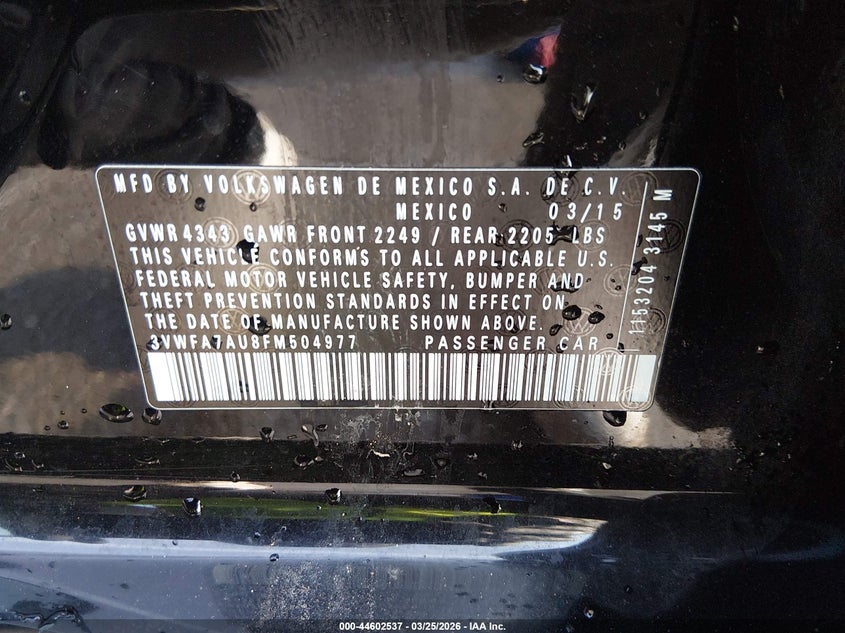 MFD BY VOLKSWAGEN DE MEXICO S.A. DE C.V.
MEXICO 03/15
GVWR 4343 GAWR FRONT 2249 / REAR 2205 LBS
THIS VEHICLE CONFORMS TO ALL APPLICABLE U.S.
FEDERAL MOTOR VEHICLE SAFETY, BUMPER AND
THEFT PREVENTION STANDARDS IN EFFECT ON
THE DATE OF MANUFACTURE SHOWN ABOVE.
3VWFA7AU8FM504977 PASSENGER CAR
1153204 3145 M
000-44602537 - 03/25/2026 - IAA Inc.